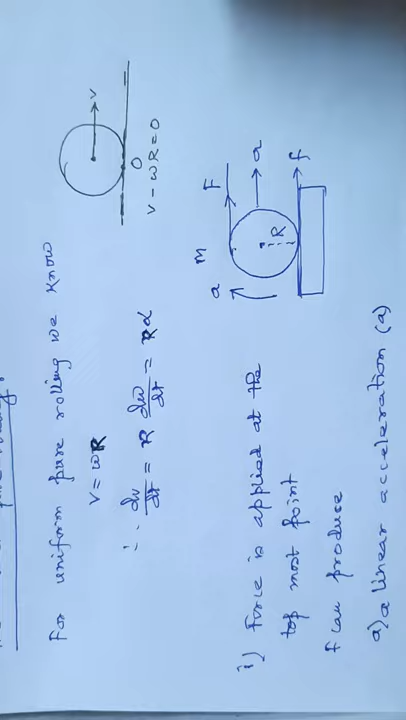 For uniform pure rolling we know
v = ωR
∴ dv/dt = R dω/dt = Rα
v
O
v - ωR = 0
i) Force is applied at the
top most point
F can produce
a) a linear acceleration (a)
a
M
F
a
R
f